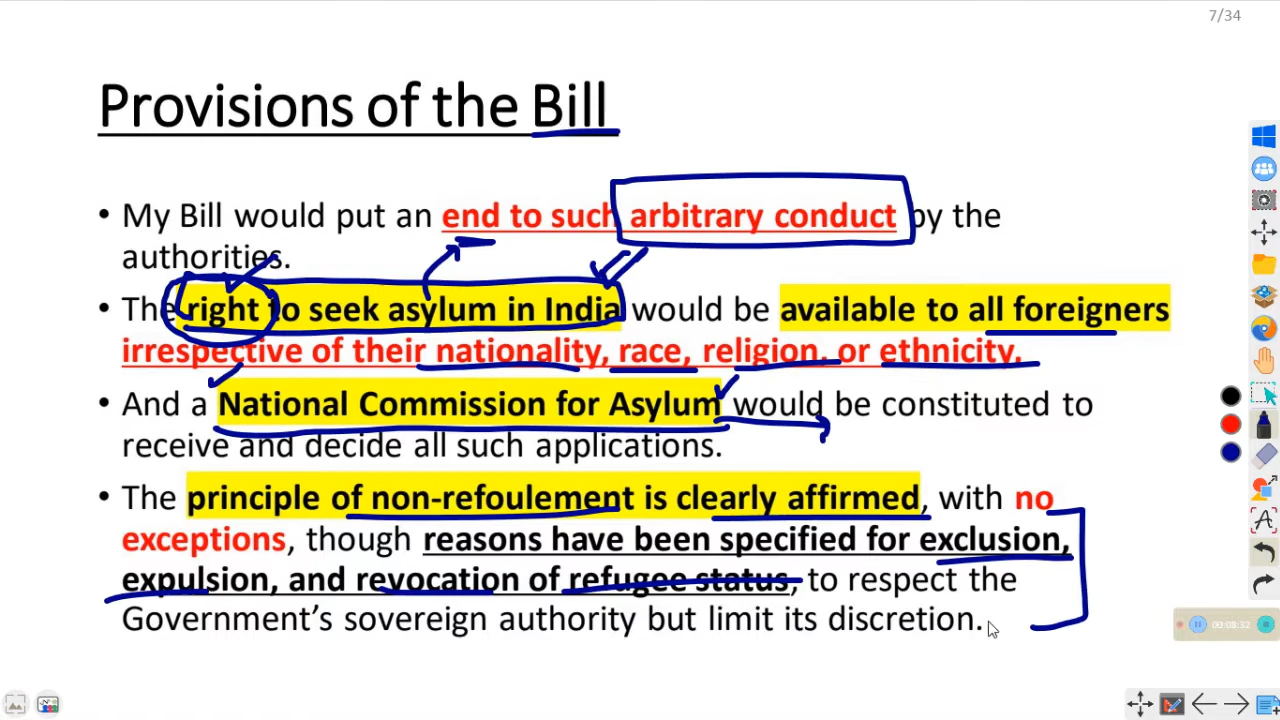 7/34
Provisions of the Bill
• My Bill would put an end to such arbitrary conduct by the
authorities.
• The right to seek asylum in India would be available to all foreigners
irrespective of their nationality, race, religion, or ethnicity.
• And a National Commission for Asylum would be constituted to
receive and decide all such applications.
• The principle of non-refoulement is clearly affirmed, with no
exceptions, though reasons have been specified for exclusion,
expulsion, and revocation of refugee status, to respect the
Government's sovereign authority but limit its discretion.
00:08:32